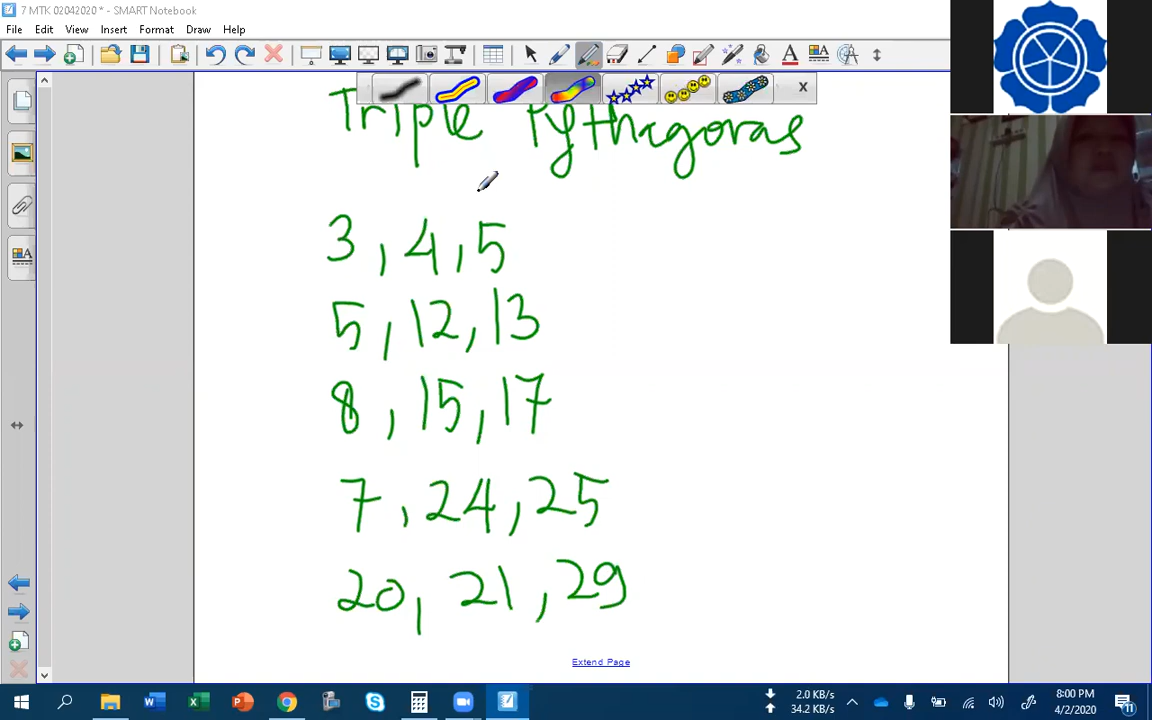 7 MTK 02042020 * - SMART Notebook
File Edit View Insert Format Draw Help
x
Triple Pythagoras
3, 4, 5
5, 12, 13
8, 15, 17
7, 24, 25
20, 21, 29
Extend Page
2.0 KB/s
34.2 KB/s
8:00 PM
4/2/2020
11